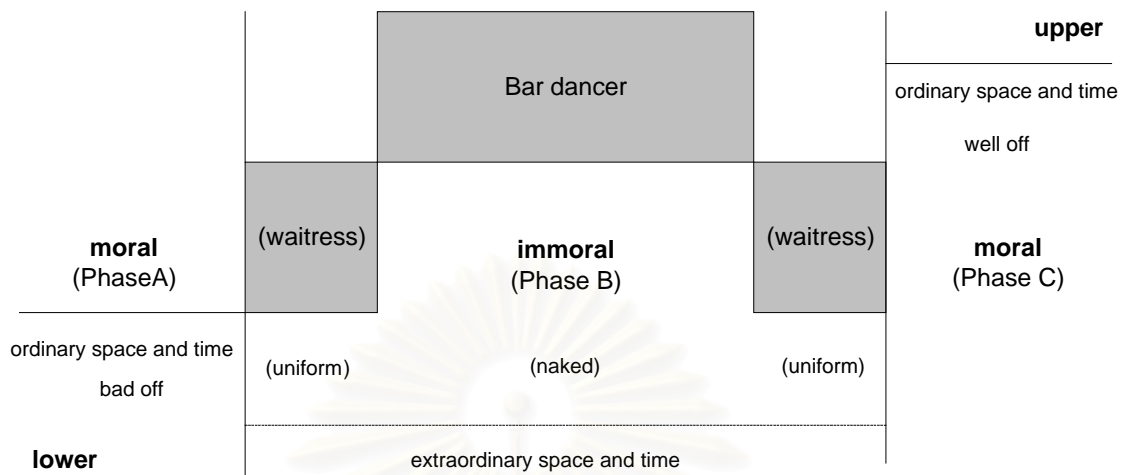 upper
Bar dancer
ordinary space and time
well off
(waitress)
(waitress)
moral
(PhaseA)
immoral
(Phase B)
moral
(Phase C)
ordinary space and time
bad off
(uniform)
(naked)
(uniform)
lower
extraordinary space and time